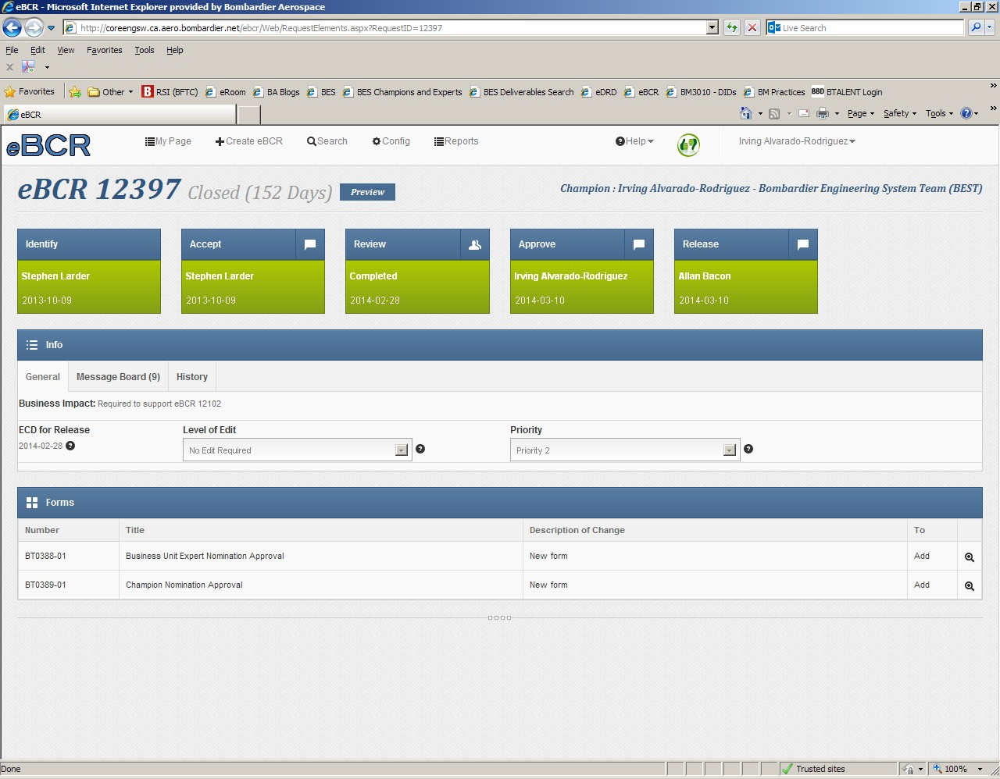 eBCR - Microsoft Internet Explorer provided by Bombardier Aerospace
http://coreengsw.ca.aero.bombardier.net/ebcr/Web/RequestElements.aspx?RequestID=12397 Live Search
File Edit View Favorites Tools Help
Favorites Other RSI (BFTC) eRoom BA Blogs BES BES Champions and Experts BES Deliverables Search eDRD eBCR BM3010 - DIDs BM Practices BBD BTALENT Login
eBCR Page Safety Tools
eBCR My Page Create eBCR Search Config Reports Help Irving Alvarado-Rodriguez
eBCR 12397 Closed (152 Days) Preview Champion : Irving Alvarado-Rodriguez - Bombardier Engineering System Team (BEST)
Identify Accept Review Approve Release
Stephen Larder Stephen Larder Completed Irving Alvarado-Rodriguez Allan Bacon
2013-10-09 2013-10-09 2014-02-28 2014-03-10 2014-03-10
Info
General Message Board (9) History
Business Impact: Required to support eBCR 12102
ECD for Release Level of Edit Priority
2014-02-28 No Edit Required Priority 2
Forms
Number Title Description of Change To
BT0388-01 Business Unit Expert Nomination Approval New form Add
BT0389-01 Champion Nomination Approval New form Add
Done Trusted sites 100%